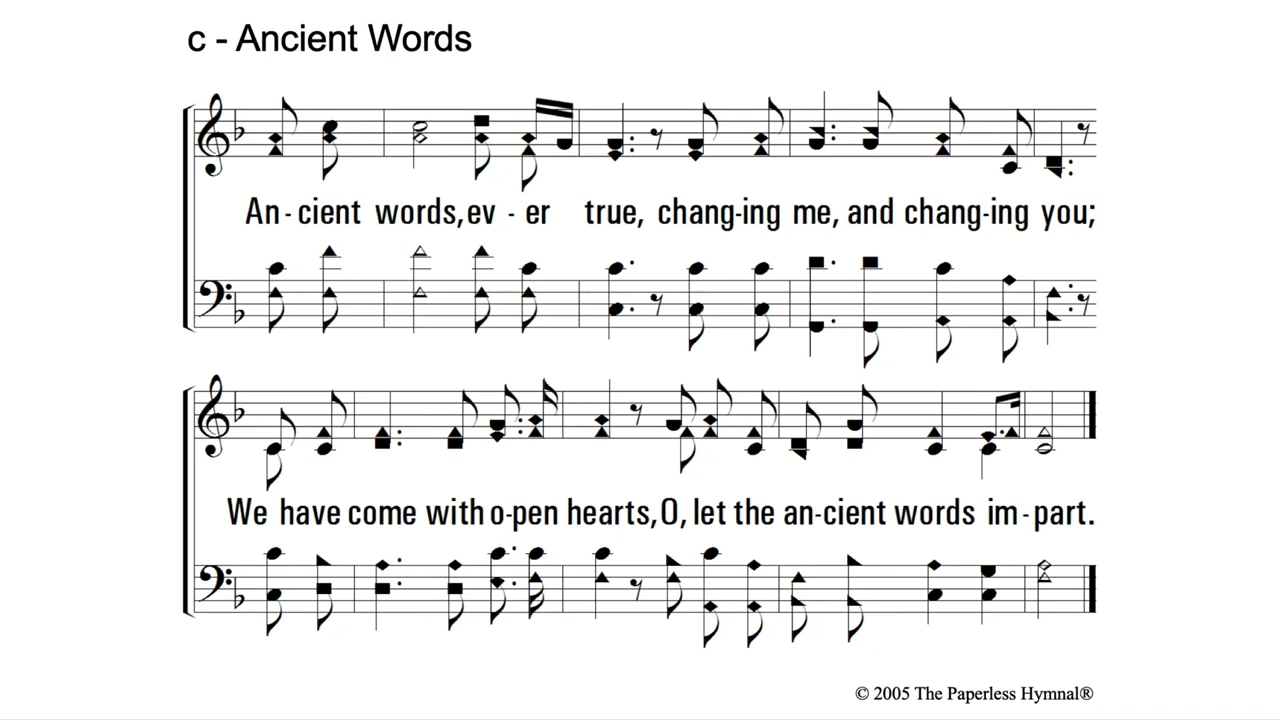 c - Ancient Words
An - cient words, ev - er true, chang-ing me, and chang-ing you;
We have come with o-pen hearts, O, let the an-cient words im - part.
© 2005 The Paperless Hymnal®